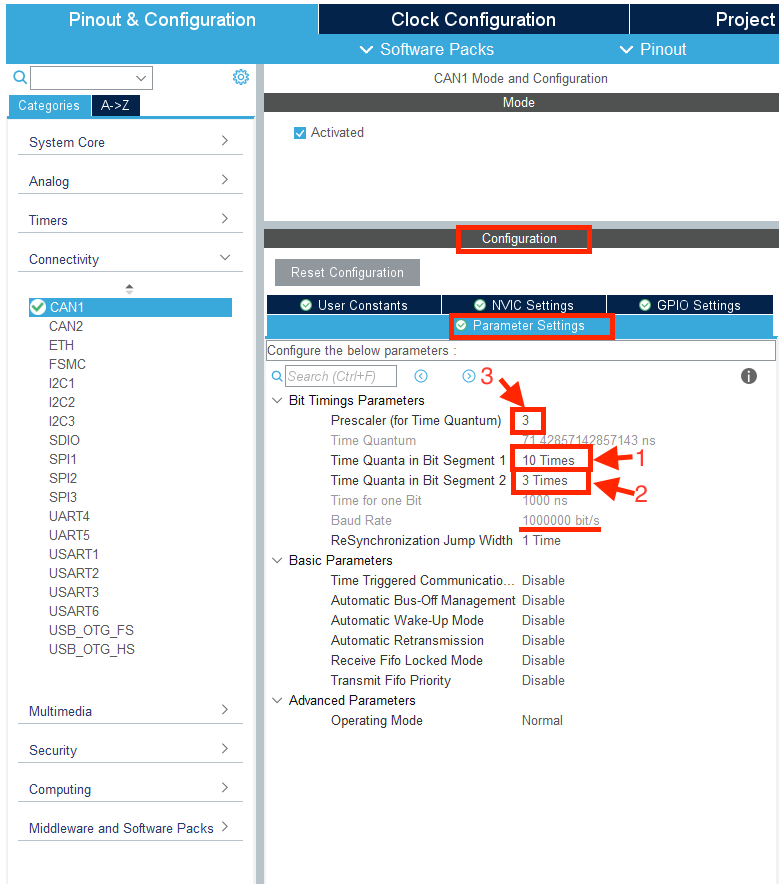 Pinout & Configuration
Clock Configuration
Project
Software Packs
Pinout
Categories
A->Z
System Core
Analog
Timers
Connectivity
CAN1
CAN2
ETH
FSMC
I2C1
I2C2
I2C3
SDIO
SPI1
SPI2
SPI3
UART4
UART5
USART1
USART2
USART3
USART6
USB_OTG_FS
USB_OTG_HS
Multimedia
Security
Computing
Middleware and Software Packs
CAN1 Mode and Configuration
Mode
Activated
Configuration
Reset Configuration
User Constants
NVIC Settings
GPIO Settings
Parameter Settings
Configure the below parameters :
Search (Ctrl+F)
3
Bit Timings Parameters
Prescaler (for Time Quantum) 3
Time Quantum 71.42857142857143 ns
Time Quanta in Bit Segment 1 10 Times
1
Time Quanta in Bit Segment 2 3 Times
2
Time for one Bit 1000 ns
Baud Rate 1000000 bit/s
ReSynchronization Jump Width 1 Time
Basic Parameters
Time Triggered Communicatio... Disable
Automatic Bus-Off Management Disable
Automatic Wake-Up Mode Disable
Automatic Retransmission Disable
Receive Fifo Locked Mode Disable
Transmit Fifo Priority Disable
Advanced Parameters
Operating Mode Normal